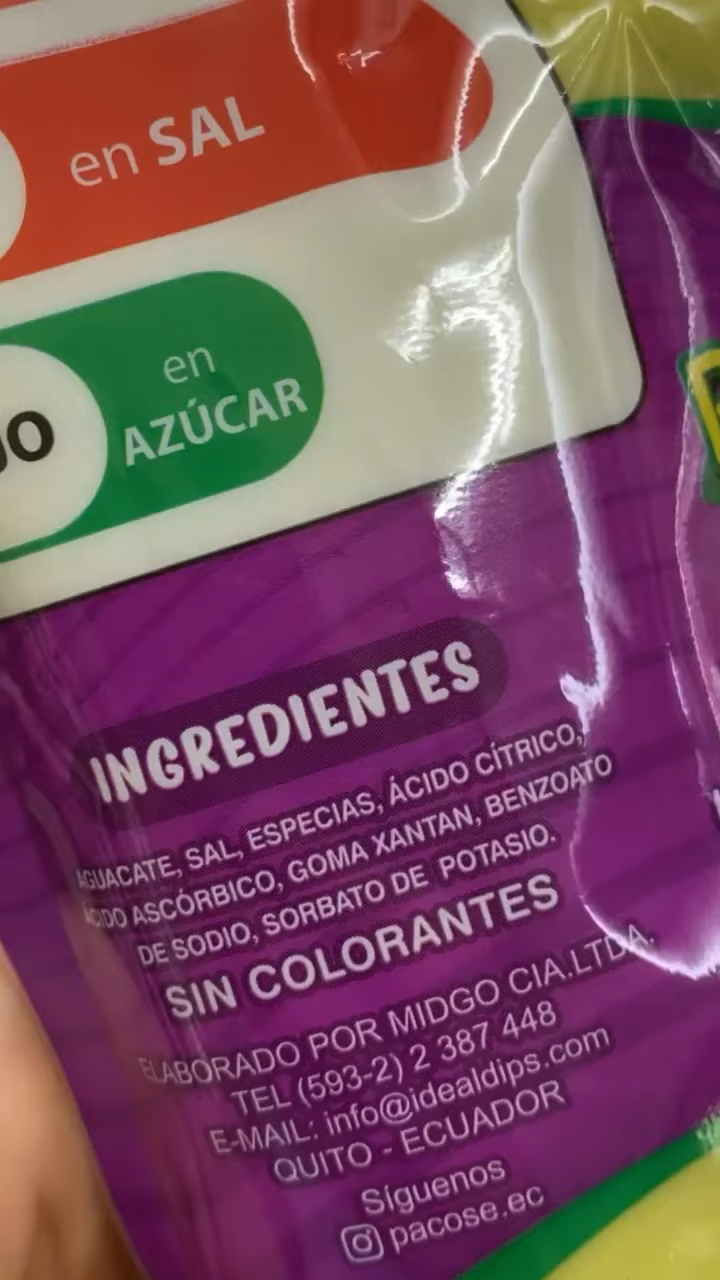 en SAL
en
AZÚCAR
INGREDIENTES
AGUACATE, SAL, ESPECIAS, ÁCIDO CÍTRICO,
ÁCIDO ASCÓRBICO, GOMA XANTAN, BENZOATO
DE SODIO, SORBATO DE POTASIO.
SIN COLORANTES
ELABORADO POR MIDGO CIA.LTDA.
TEL (593-2) 2 387 448
E-MAIL: info@idealdips.com
QUITO - ECUADOR
Síguenos
pacose.ec